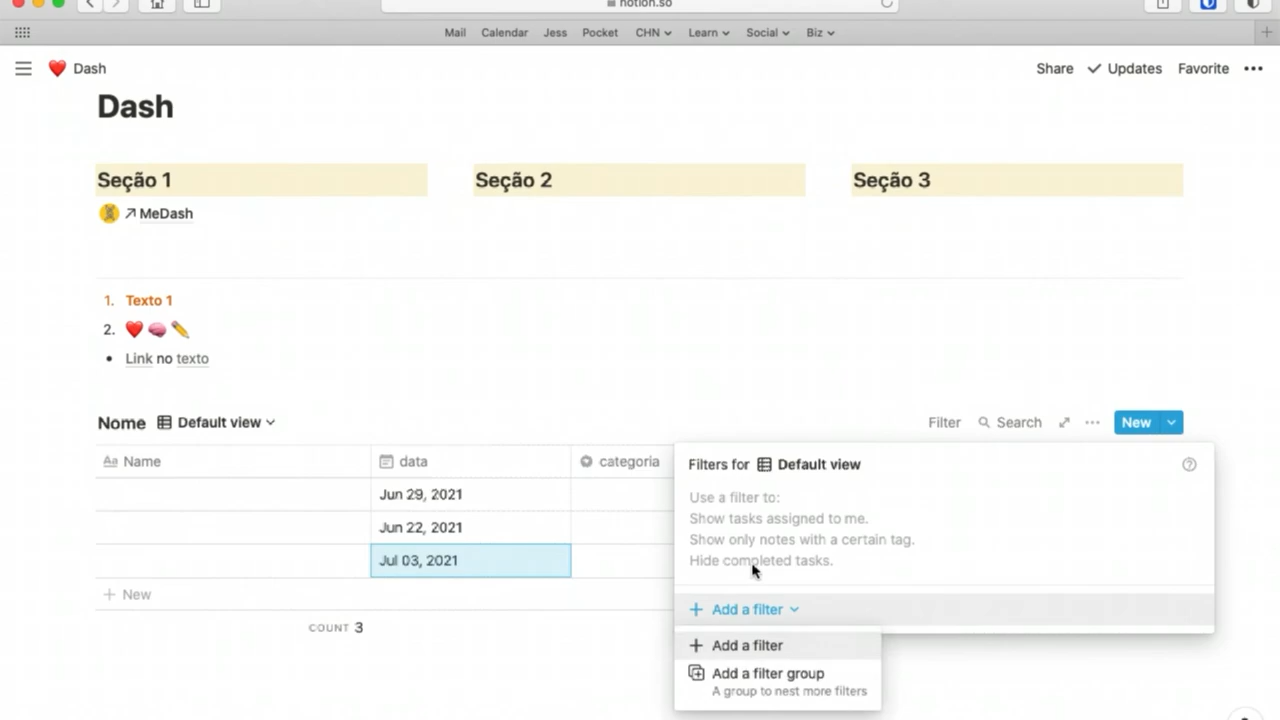 notion.so
Mail Calendar Jess Pocket CHN Learn Social Biz
Dash Share Updates Favorite
Dash
Seção 1 Seção 2 Seção 3
MeDash
1. Texto 1
2.
• Link no texto
Nome Default view Filter Search New
Aa Name data categoria
Jun 29, 2021
Jun 22, 2021
Jul 03, 2021
+ New
COUNT 3
Filters for Default view
Use a filter to:
Show tasks assigned to me.
Show only notes with a certain tag.
Hide completed tasks.
+ Add a filter
+ Add a filter
Add a filter group
A group to nest more filters